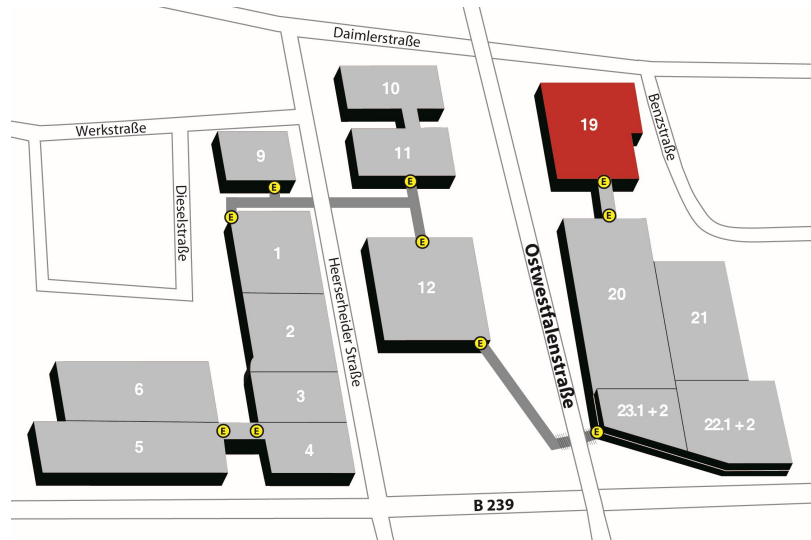 Daimlerstraße
10
19
Werkstraße
Benzstraße
9
11
E
E
E
Dieselstraße
E
E
E
1
Heerserheider Straße
12
Ostwestfalenstraße
20
21
2
E
6
3
23.1 + 2
22.1 + 2
E
E
E
5
4
B 239